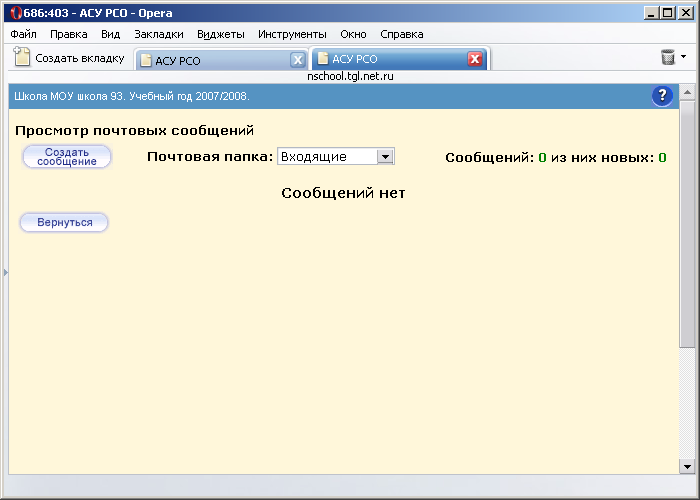 686:403 - АСУ РСО - Opera
Файл Правка Вид Закладки Виджеты Инструменты Окно Справка
Создать вкладку АСУ РСО АСУ РСО
nschool.tgl.net.ru
Школа МОУ школа 93. Учебный год 2007/2008. ?
Просмотр почтовых сообщений
Создать
сообщение
Почтовая папка: Входящие Сообщений: 0 из них новых: 0
Сообщений нет
Вернуться